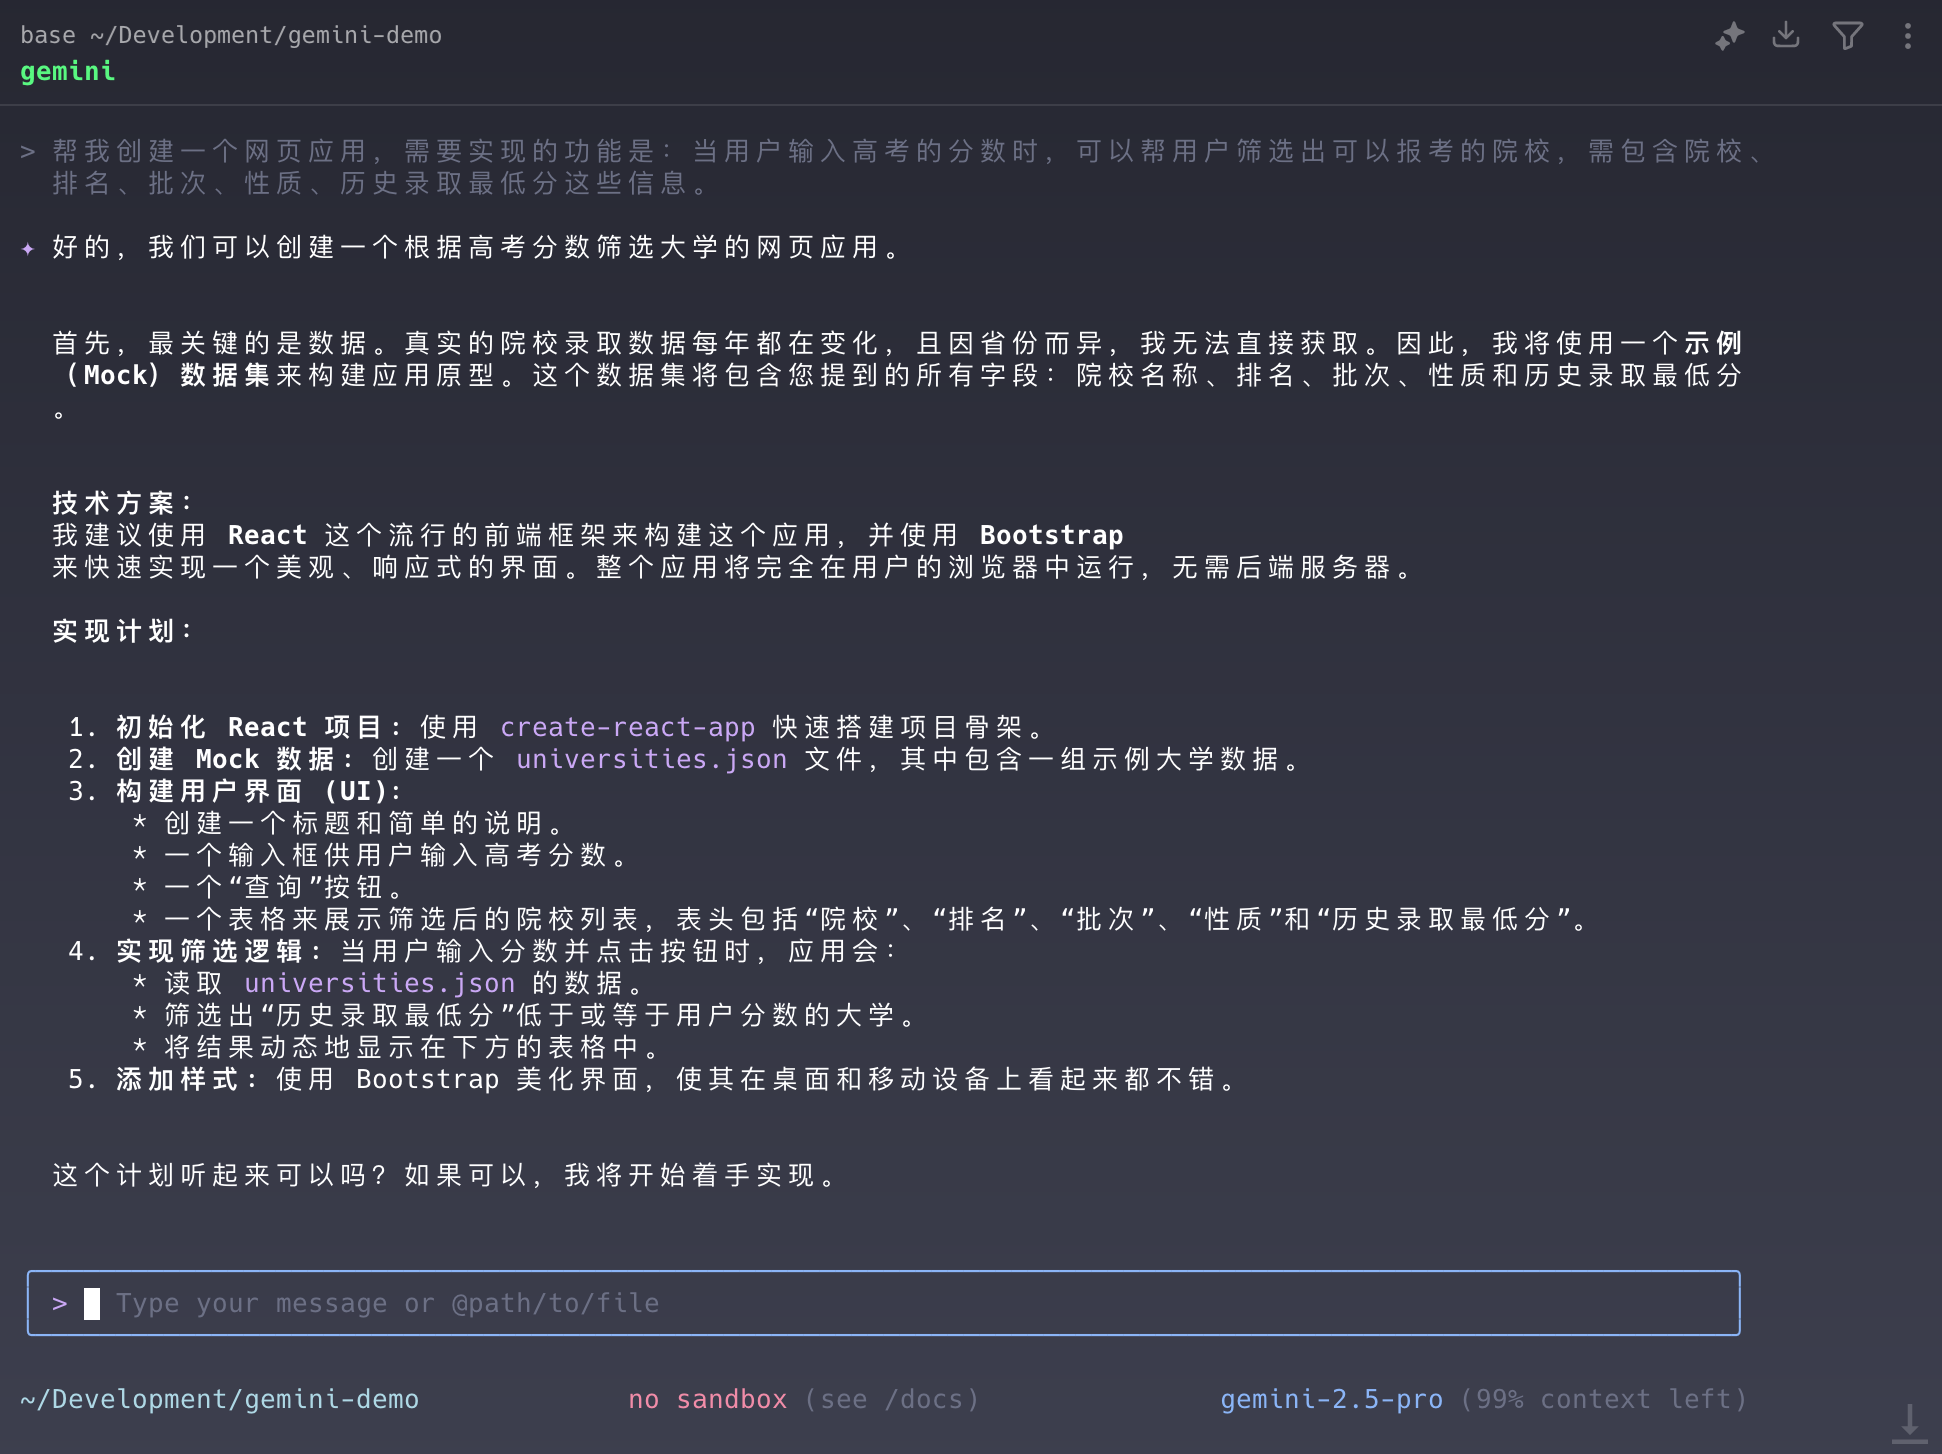 base ~/Development/gemini-demo
gemini
> 帮我创建一个网页应用，需要实现的功能是：当用户输入高考的分数时，可以帮用户筛选出可以报考的院校，需包含院校、
排名、批次、性质、历史录取最低分这些信息。
✦ 好的，我们可以创建一个根据高考分数筛选大学的网页应用。
首先，最关键的是数据。真实的院校录取数据每年都在变化，且因省份而异，我无法直接获取。因此，我将使用一个示例
（Mock）数据集来构建应用原型。这个数据集将包含您提到的所有字段：院校名称、排名、批次、性质和历史录取最低分
。
技术方案：
我建议使用 React 这个流行的前端框架来构建这个应用，并使用 Bootstrap
来快速实现一个美观、响应式的界面。整个应用将完全在用户的浏览器中运行，无需后端服务器。
实现计划：
1. 初始化 React 项目：使用 create-react-app 快速搭建项目骨架。
2. 创建 Mock 数据：创建一个 universities.json 文件，其中包含一组示例大学数据。
3. 构建用户界面 (UI)：
* 创建一个标题和简单的说明。
* 一个输入框供用户输入高考分数。
* 一个“查询”按钮。
* 一个表格来展示筛选后的院校列表，表头包括“院校”、“排名”、“批次”、“性质”和“历史录取最低分”。
4. 实现筛选逻辑：当用户输入分数并点击按钮时，应用会：
* 读取 universities.json 的数据。
* 筛选出“历史录取最低分”低于或等于用户分数的大学。
* 将结果动态地显示在下方的表格中。
5. 添加样式：使用 Bootstrap 美化界面，使其在桌面和移动设备上看起来都不错。
这个计划听起来可以吗？如果可以，我将开始着手实现。
> Type your message or @path/to/file
~/Development/gemini-demo no sandbox (see /docs) gemini-2.5-pro (99% context left)